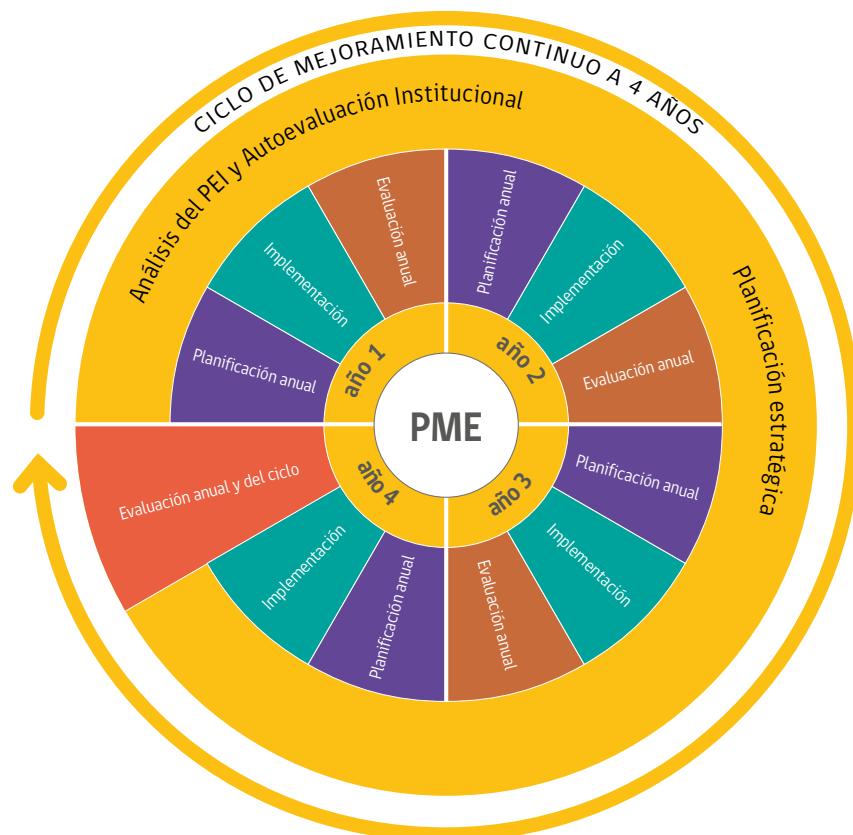 CICLO DE MEJORAMIENTO CONTINUO A 4 AÑOS
Análisis del PEI y Autoevaluación Institucional
Planificación estratégica
PME
año 1
Planificación anual
Implementación
Evaluación anual
año 2
Planificación anual
Implementación
Evaluación anual
año 3
Planificación anual
Implementación
Evaluación anual
año 4
Planificación anual
Implementación
Evaluación anual y del ciclo